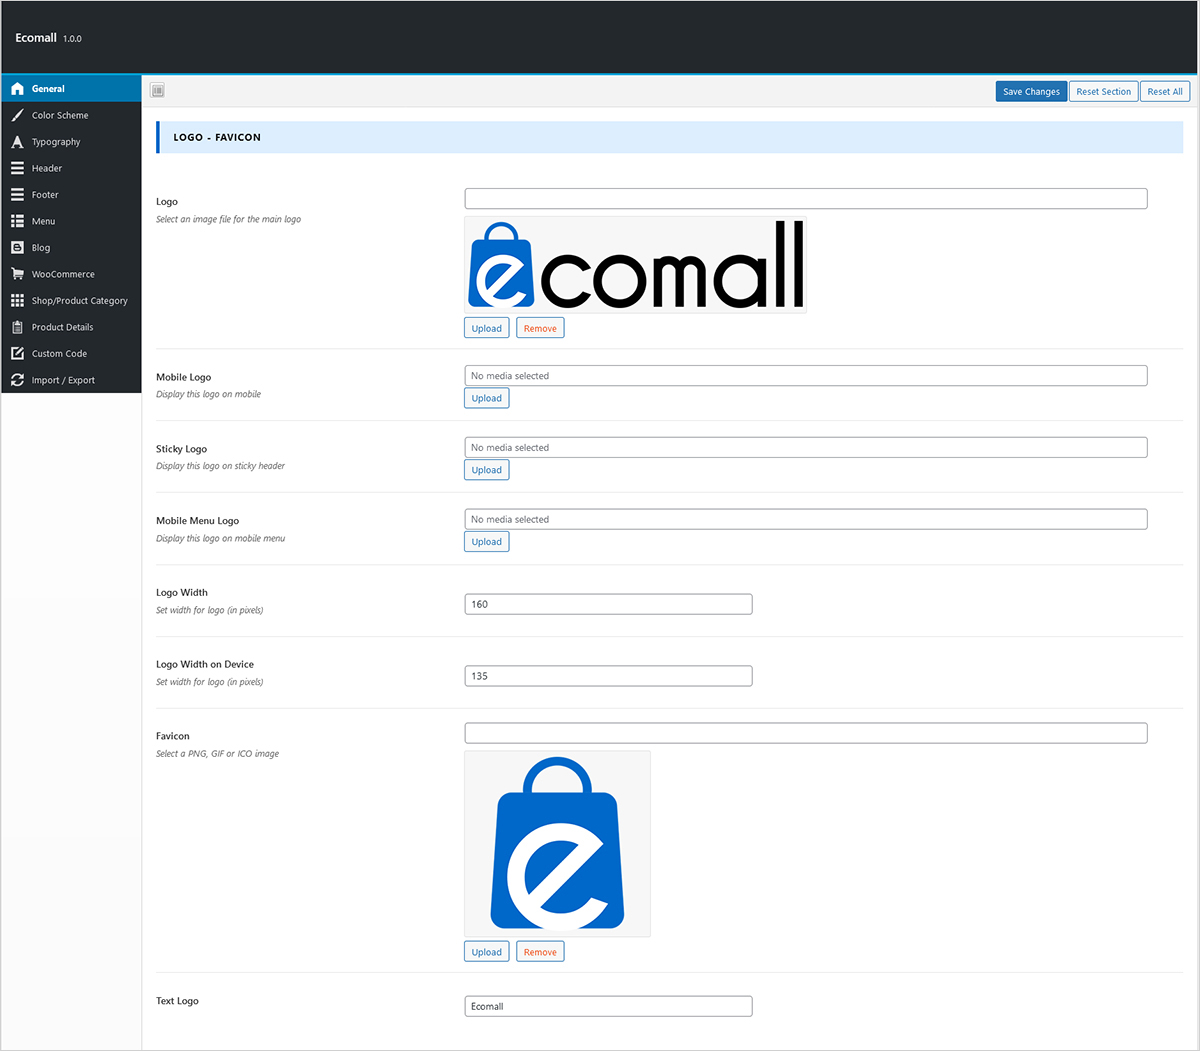 Ecomall 1.0.0
General
Color Scheme
Typography
Header
Footer
Menu
Blog
WooCommerce
Shop/Product Category
Product Details
Custom Code
Import / Export
Save Changes
Reset Section
Reset All
LOGO - FAVICON
Logo
Select an image file for the main logo
ecomall
Upload
Remove
Mobile Logo
Display this logo on mobile
No media selected
Upload
Sticky Logo
Display this logo on sticky header
No media selected
Upload
Mobile Menu Logo
Display this logo on mobile menu
No media selected
Upload
Logo Width
Set width for logo (in pixels)
160
Logo Width on Device
Set width for logo (in pixels)
135
Favicon
Select a PNG, GIF or ICO image
e
Upload
Remove
Text Logo
Ecomall